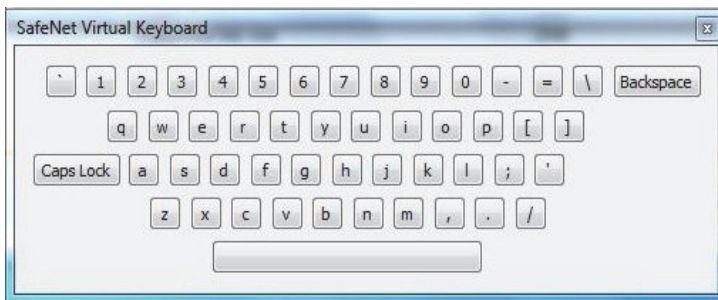 SafeNet Virtual Keyboard
` 1 2 3 4 5 6 7 8 9 0 - = \ Backspace
q w e r t y u i o p [ ]
Caps Lock a s d f g h j k l ; '
z x c v b n m , . /